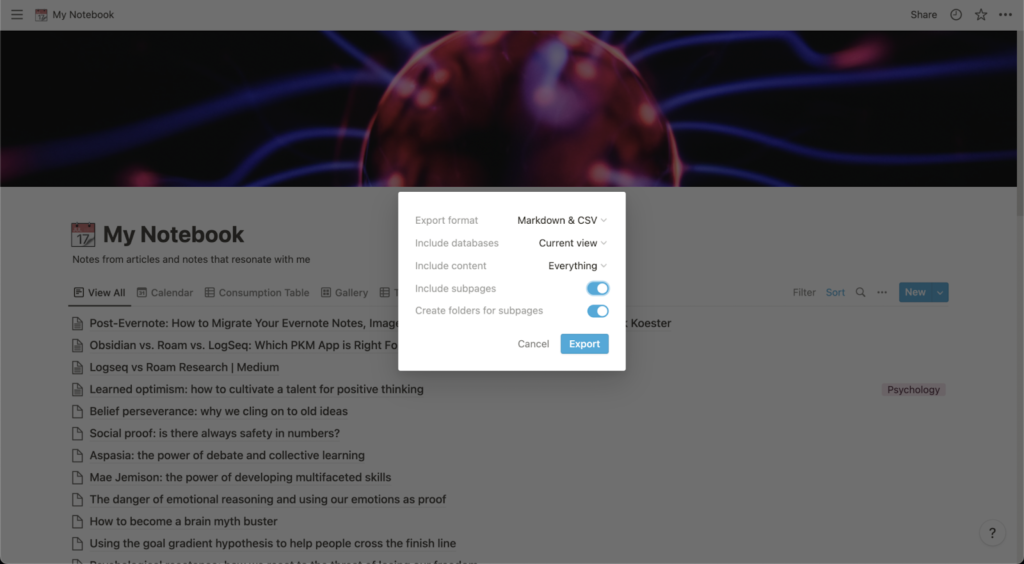 My Notebook
Share
17
My Notebook
Notes from articles and notes that resonate with me
View All
Calendar
Consumption Table
Gallery
Filter
Sort
New
Export format
Markdown & CSV
Include databases
Current view
Include content
Everything
Include subpages
Create folders for subpages
Cancel
Export
Post-Evernote: How to Migrate Your Evernote Notes, Image
Koester
Obsidian vs. Roam vs. LogSeq: Which PKM App is Right Fo
Logseq vs Roam Research | Medium
Learned optimism: how to cultivate a talent for positive thinking
Psychology
Belief perseverance: why we cling on to old ideas
Social proof: is there always safety in numbers?
Aspasia: the power of debate and collective learning
Mae Jemison: the power of developing multifaceted skills
The danger of emotional reasoning and using our emotions as proof
How to become a brain myth buster
Using the goal gradient hypothesis to help people cross the finish line
?